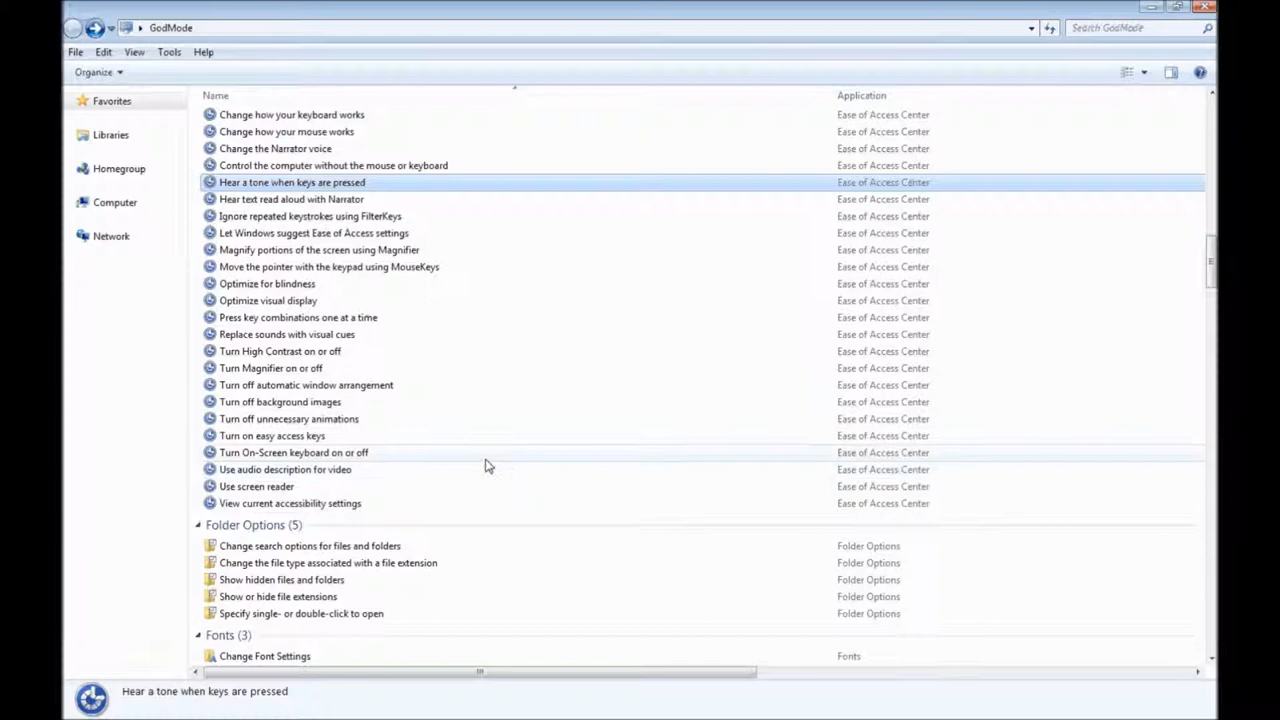 GodMode
Search GodMode
File Edit View Tools Help
Organize
Name Application
Favorites
Libraries
Homegroup
Computer
Network
Change how your keyboard works Ease of Access Center
Change how your mouse works Ease of Access Center
Change the Narrator voice Ease of Access Center
Control the computer without the mouse or keyboard Ease of Access Center
Hear a tone when keys are pressed Ease of Access Center
Hear text read aloud with Narrator Ease of Access Center
Ignore repeated keystrokes using FilterKeys Ease of Access Center
Let Windows suggest Ease of Access settings Ease of Access Center
Magnify portions of the screen using Magnifier Ease of Access Center
Move the pointer with the keypad using MouseKeys Ease of Access Center
Optimize for blindness Ease of Access Center
Optimize visual display Ease of Access Center
Press key combinations one at a time Ease of Access Center
Replace sounds with visual cues Ease of Access Center
Turn High Contrast on or off Ease of Access Center
Turn Magnifier on or off Ease of Access Center
Turn off automatic window arrangement Ease of Access Center
Turn off background images Ease of Access Center
Turn off unnecessary animations Ease of Access Center
Turn on easy access keys Ease of Access Center
Turn On-Screen keyboard on or off Ease of Access Center
Use audio description for video Ease of Access Center
Use screen reader Ease of Access Center
View current accessibility settings Ease of Access Center
Folder Options (5)
Change search options for files and folders Folder Options
Change the file type associated with a file extension Folder Options
Show hidden files and folders Folder Options
Show or hide file extensions Folder Options
Specify single- or double-click to open Folder Options
Fonts (3)
Change Font Settings Fonts
Hear a tone when keys are pressed